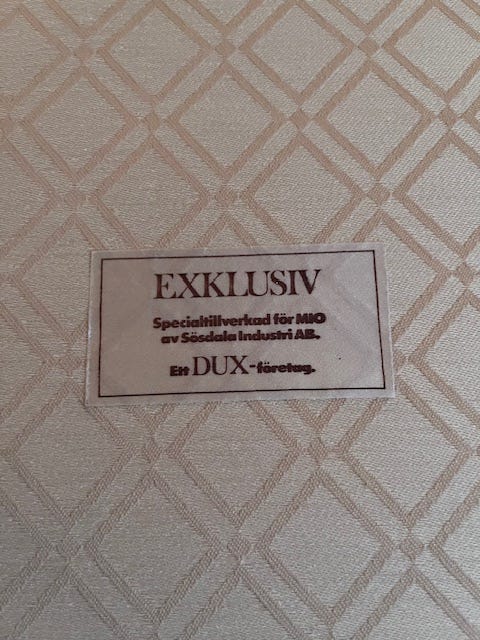 EXKLUSIV
Specialtillverkad för MIO
av Sösdala Industri AB.
Ett DUX-företag.